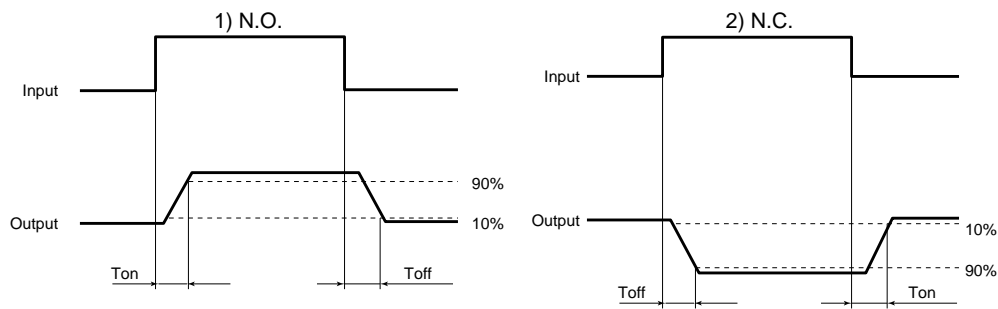 1) N.O.
Input
Output
90%
10%
Ton
Toff
2) N.C.
Input
Output
10%
90%
Toff
Ton